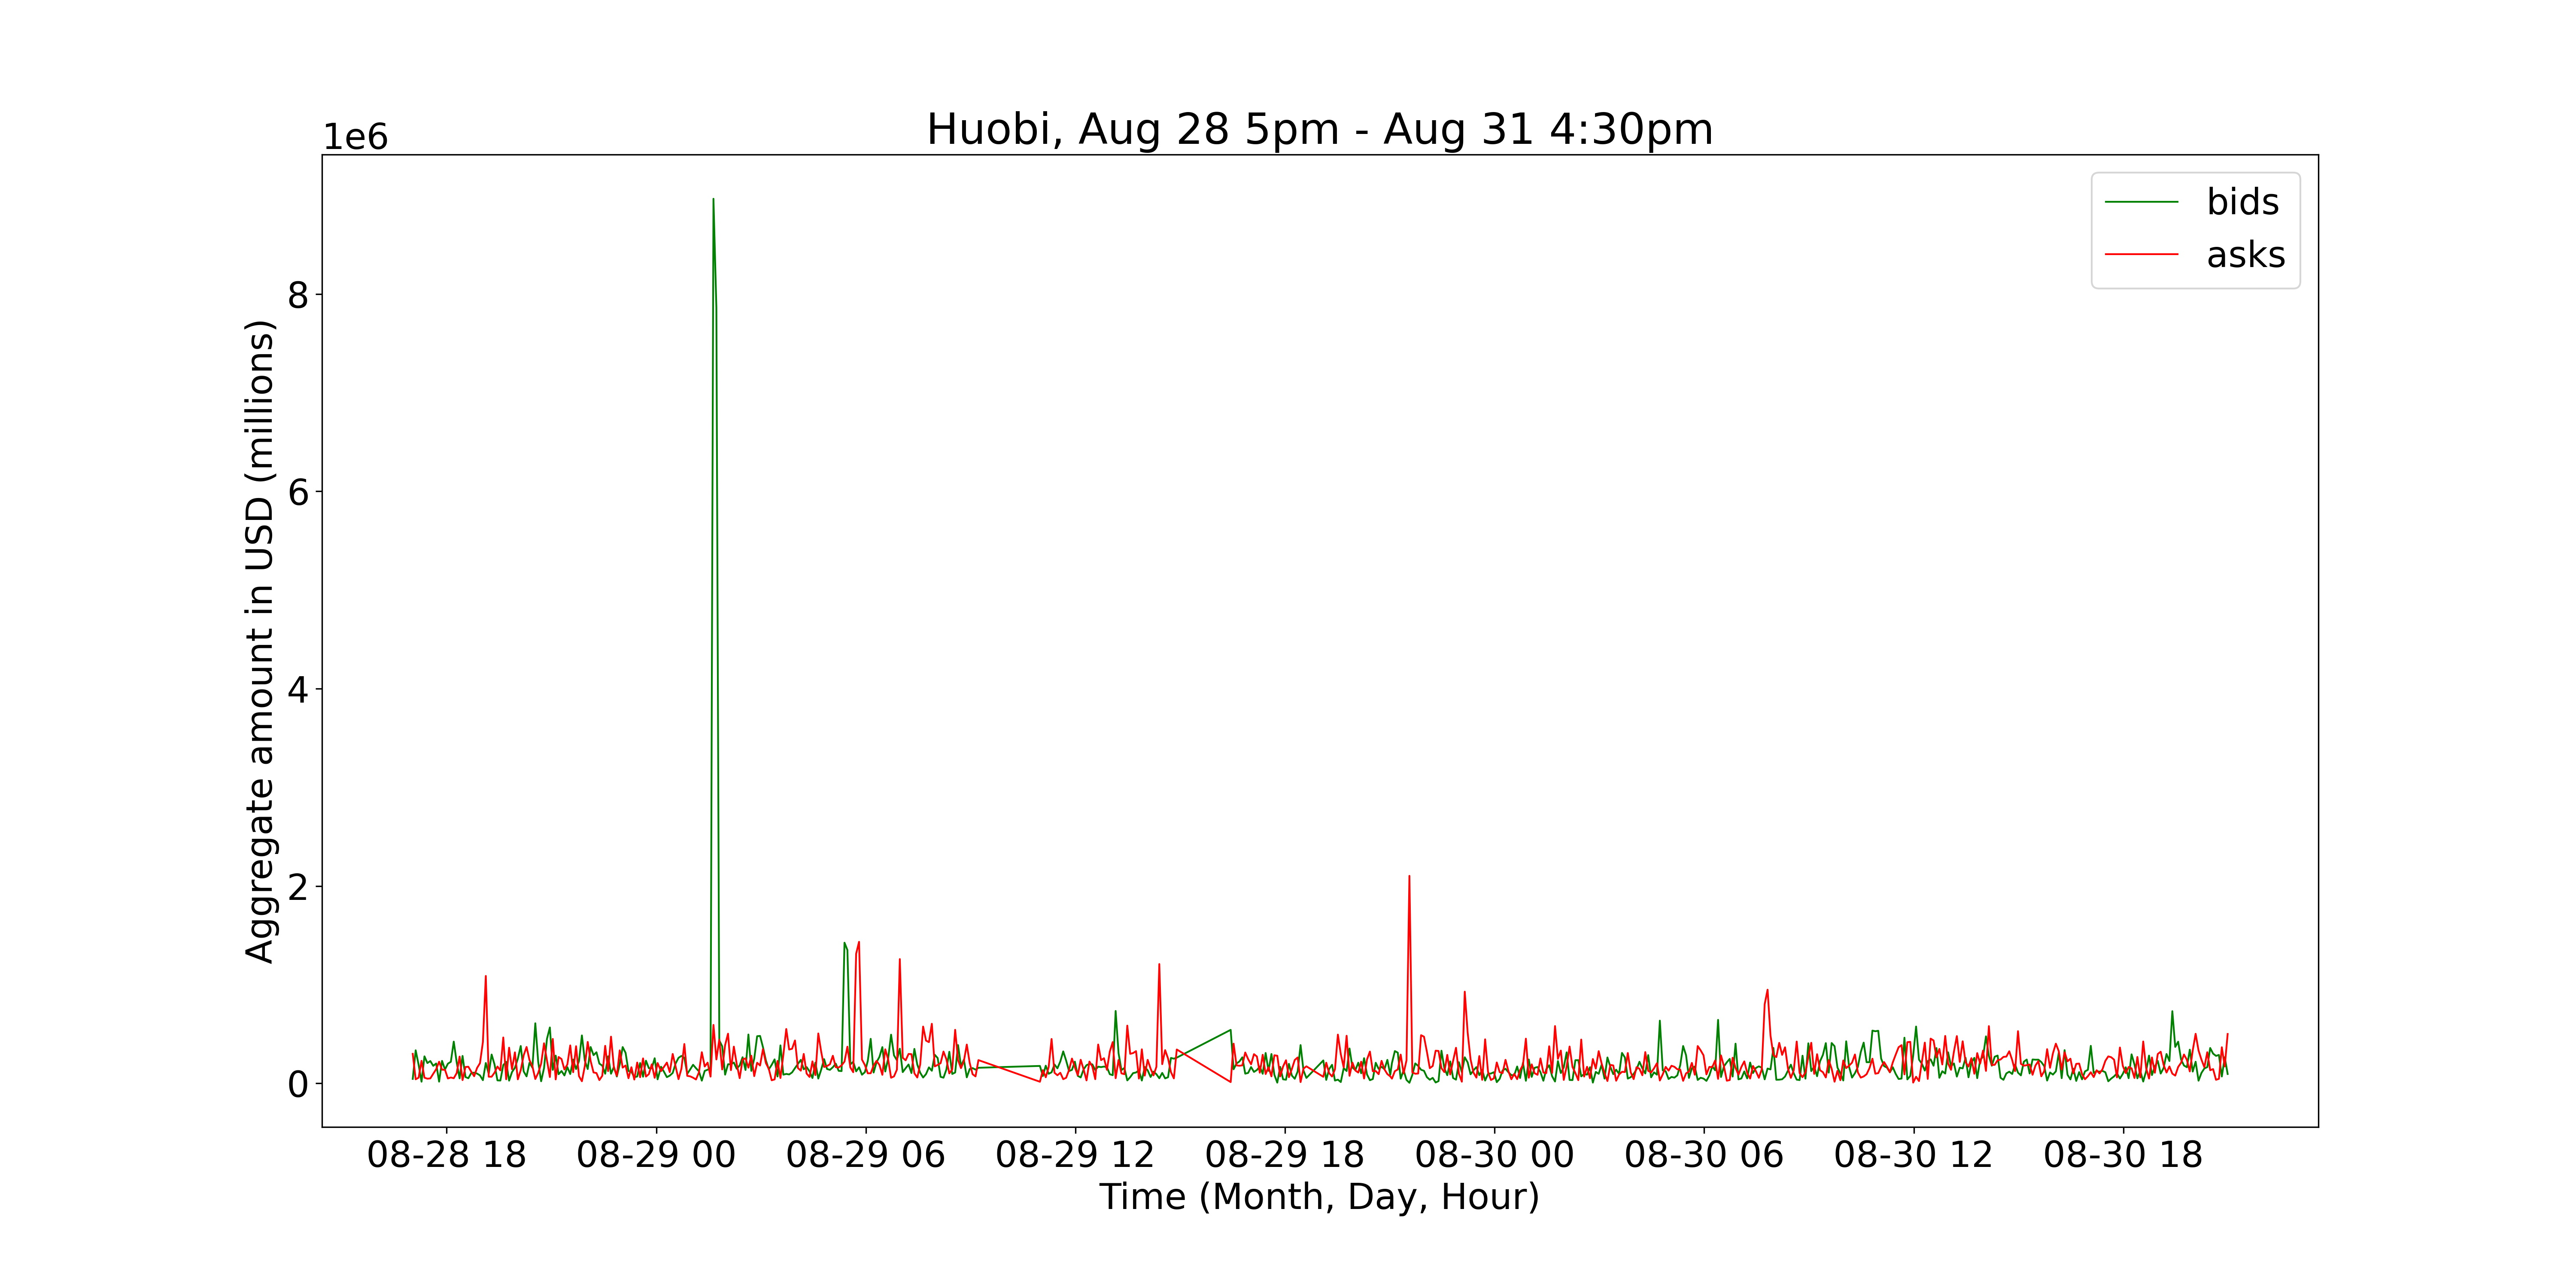 Huobi, Aug 28 5pm - Aug 31 4:30pm
1e6
bids
asks
8
6
4
2
0
Aggregate amount in USD (millions)
08-28 18 08-29 00 08-29 06 08-29 12 08-29 18 08-30 00 08-30 06 08-30 12 08-30 18
Time (Month, Day, Hour)